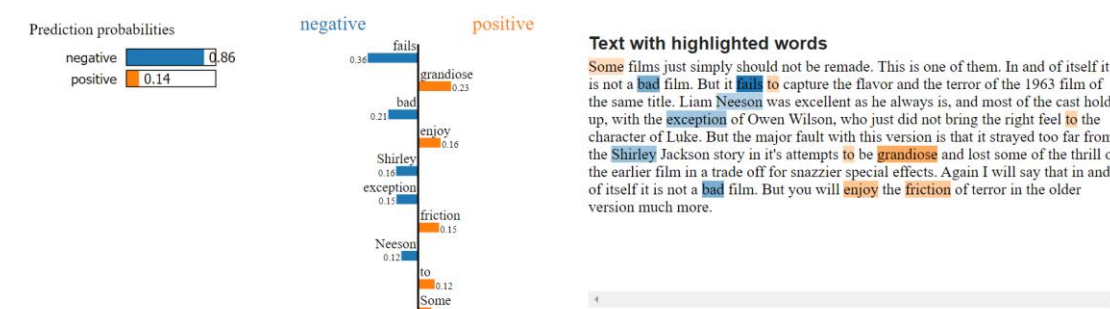 Prediction probabilities
negative 0.86
positive 0.14
negative positive
fails
0.36
grandiose
0.23
bad
0.21
enjoy
0.16
Shirley
0.16
exception
0.15
friction
0.15
Neeson
0.12
to
0.12
Some
Text with highlighted words
Some films just simply should not be remade. This is one of them. In and of itself it
is not a bad film. But it fails to capture the flavor and the terror of the 1963 film of
the same title. Liam Neeson was excellent as he always is, and most of the cast hold
up, with the exception of Owen Wilson, who just did not bring the right feel to the
character of Luke. But the major fault with this version is that it strayed too far from
the Shirley Jackson story in it's attempts to be grandiose and lost some of the thrill
the earlier film in a trade off for snazzier special effects. Again I will say that in and
of itself it is not a bad film. But you will enjoy the friction of terror in the older
version much more.